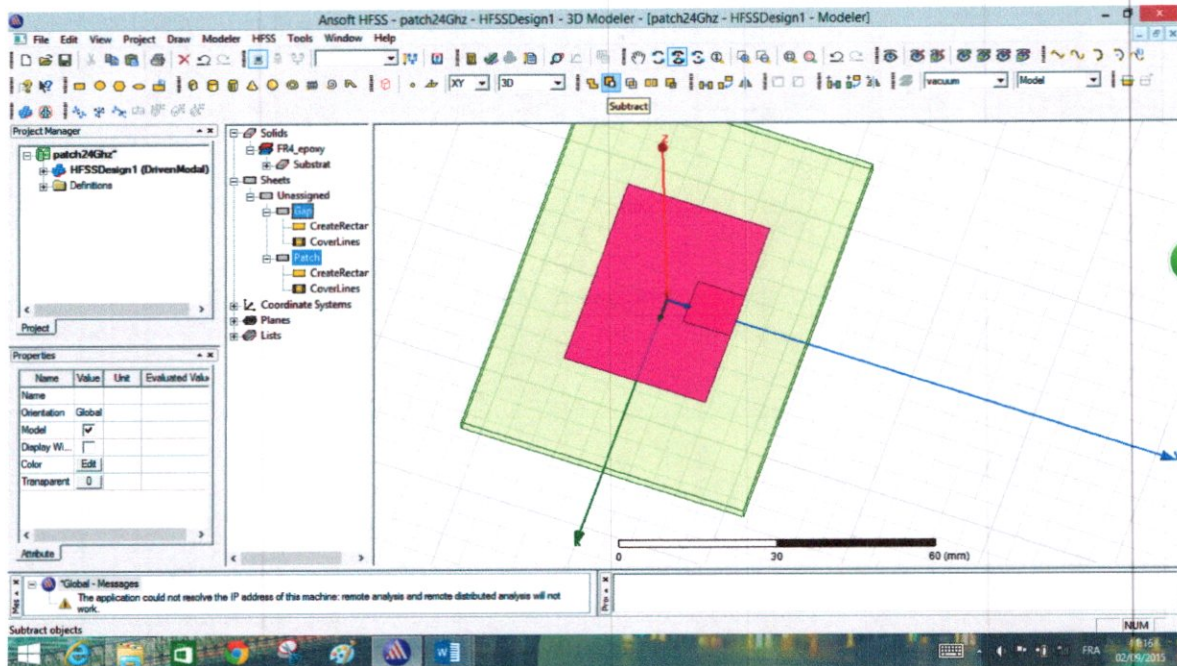 Ansoft HFSS - patch24Ghz - HFSSDesign1 - 3D Modeler - [patch24Ghz - HFSSDesign1 - Modeler]
File Edit View Project Draw Modeler HFSS Tools Window Help
XY 3D vacuum Model
Subtract
Project Manager
patch24Ghz*
HFSSDesign1 (DrivenModal)
Definitions
Project
Properties
Name Value Unit Evaluated Valu
Name
Orientation Global
Model
Display Wi...
Color Edit
Transparent 0
Attribute
Solids
FR4_epoxy
Substrat
Sheets
Unassigned
Gap
CreateRectar
CoverLines
Patch
CreateRectar
CoverLines
Coordinate Systems
Planes
Lists
Z
0 30 60 (mm)
*Global - Messages
The application could not resolve the IP address of this machine: remote analysis and remote distributed analysis will not
work.
Subtract objects
NUM
FRA
02/09/2015